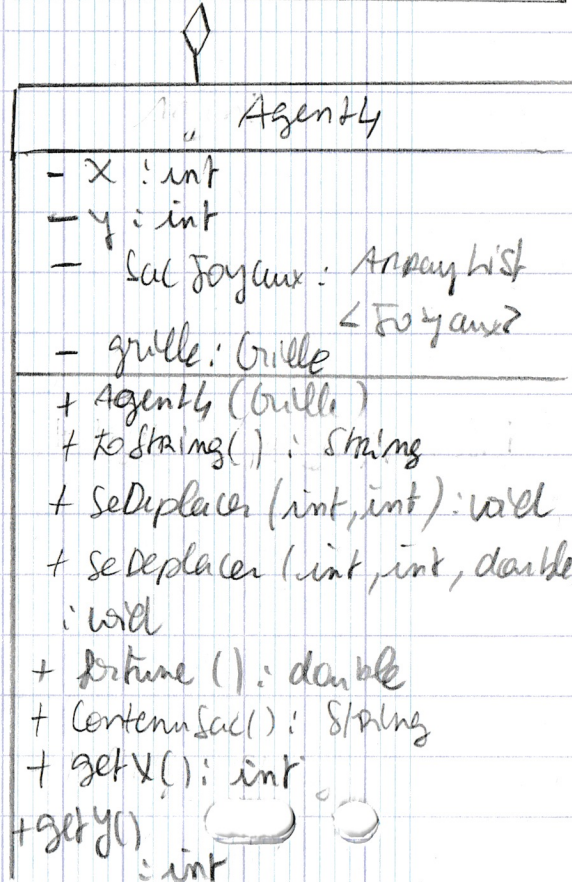 Agent4
- X : int
- y : int
- SacJoyaux : ArrayList
<Joyaux>
- grille : Grille
+ Agent4 (Grille)
+ toString() : String
+ seDeplacer (int, int) : void
+ seDeplacer (int, int, double
: void
+ fortune () : double
+ ContenuSac() : String
+ getX() : int
+ getY()
: int